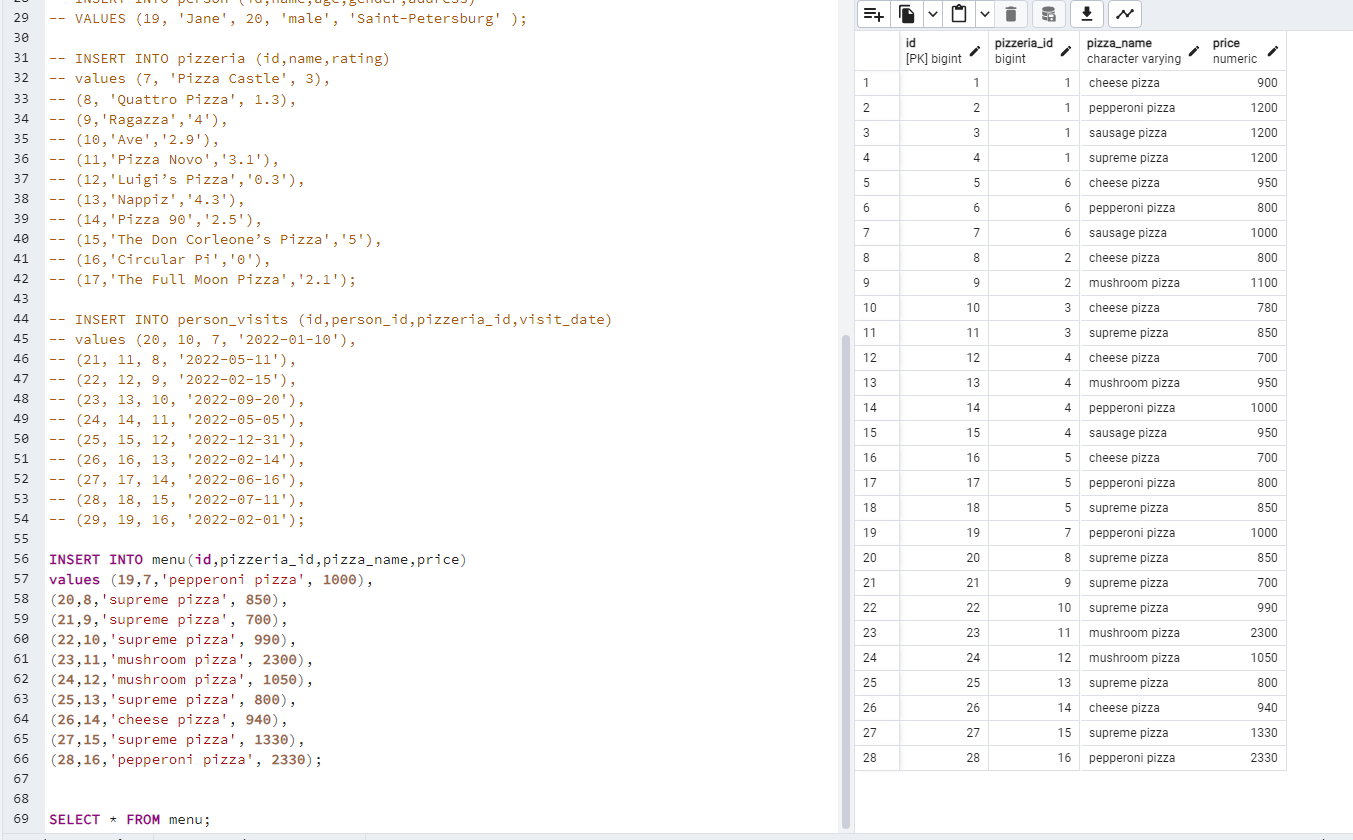 28 -- INSERT INTO person (id,name,age,gender,address)
29 -- VALUES (19, 'Jane', 20, 'male', 'Saint-Petersburg' );
30
31 -- INSERT INTO pizzeria (id,name,rating)
32 -- values (7, 'Pizza Castle', 3),
33 -- (8, 'Quattro Pizza', 1.3),
34 -- (9,'Ragazza','4'),
35 -- (10,'Ave','2.9'),
36 -- (11,'Pizza Novo','3.1'),
37 -- (12,'Luigi’s Pizza','0.3'),
38 -- (13,'Nappiz','4.3'),
39 -- (14,'Pizza 90','2.5'),
40 -- (15,'The Don Corleone’s Pizza','5'),
41 -- (16,'Circular Pi','0'),
42 -- (17,'The Full Moon Pizza','2.1');
43
44 -- INSERT INTO person_visits (id,person_id,pizzeria_id,visit_date)
45 -- values (20, 10, 7, '2022-01-10'),
46 -- (21, 11, 8, '2022-05-11'),
47 -- (22, 12, 9, '2022-02-15'),
48 -- (23, 13, 10, '2022-09-20'),
49 -- (24, 14, 11, '2022-05-05'),
50 -- (25, 15, 12, '2022-12-31'),
51 -- (26, 16, 13, '2022-02-14'),
52 -- (27, 17, 14, '2022-06-16'),
53 -- (28, 18, 15, '2022-07-11'),
54 -- (29, 19, 16, '2022-02-01');
55
56 INSERT INTO menu(id,pizzeria_id,pizza_name,price)
57 values (19,7,'pepperoni pizza', 1000),
58 (20,8,'supreme pizza', 850),
59 (21,9,'supreme pizza', 700),
60 (22,10,'supreme pizza', 990),
61 (23,11,'mushroom pizza', 2300),
62 (24,12,'mushroom pizza', 1050),
63 (25,13,'supreme pizza', 800),
64 (26,14,'cheese pizza', 940),
65 (27,15,'supreme pizza', 1330),
66 (28,16,'pepperoni pizza', 2330);
67
68
69 SELECT * FROM menu;
id pizzeria_id pizza_name price
[PK] bigint bigint character varying numeric
1 1 1 cheese pizza 900
2 2 1 pepperoni pizza 1200
3 3 1 sausage pizza 1200
4 4 1 supreme pizza 1200
5 5 6 cheese pizza 950
6 6 6 pepperoni pizza 800
7 7 6 sausage pizza 1000
8 8 2 cheese pizza 800
9 9 2 mushroom pizza 1100
10 10 3 cheese pizza 780
11 11 3 supreme pizza 850
12 12 4 cheese pizza 700
13 13 4 mushroom pizza 950
14 14 4 pepperoni pizza 1000
15 15 4 sausage pizza 950
16 16 5 cheese pizza 700
17 17 5 pepperoni pizza 800
18 18 5 supreme pizza 850
19 19 7 pepperoni pizza 1000
20 20 8 supreme pizza 850
21 21 9 supreme pizza 700
22 22 10 supreme pizza 990
23 23 11 mushroom pizza 2300
24 24 12 mushroom pizza 1050
25 25 13 supreme pizza 800
26 26 14 cheese pizza 940
27 27 15 supreme pizza 1330
28 28 16 pepperoni pizza 2330